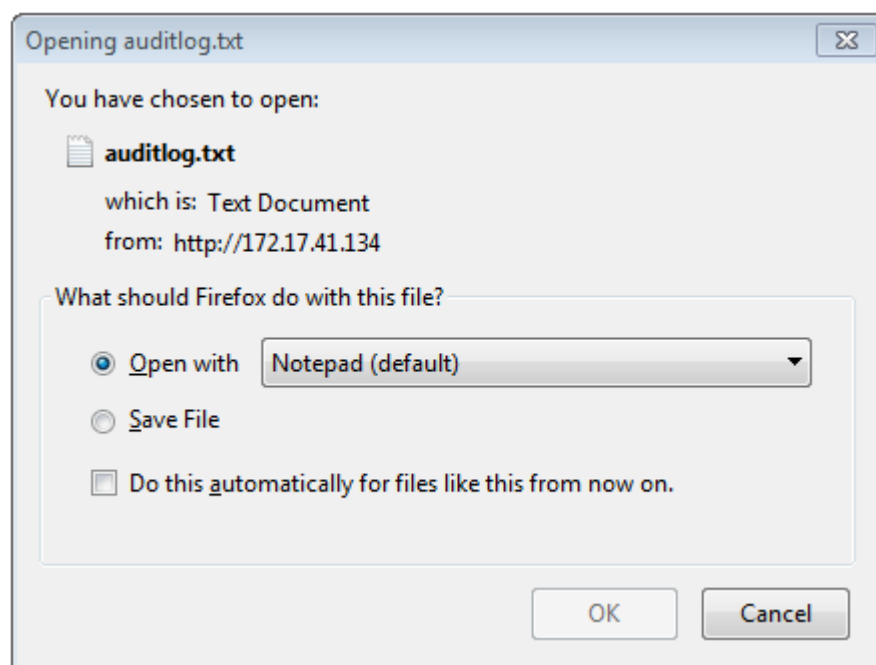 Opening auditlog.txt
You have chosen to open:
auditlog.txt
which is: Text Document
from: http://172.17.41.134
What should Firefox do with this file?
Open with Notepad (default)
Save File
Do this automatically for files like this from now on.
OK Cancel